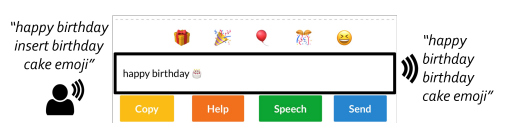 "happy birthday
insert birthday
cake emoji"
happy birthday 🎂
Copy
Help
Speech
Send
"happy
birthday
birthday
cake emoji"